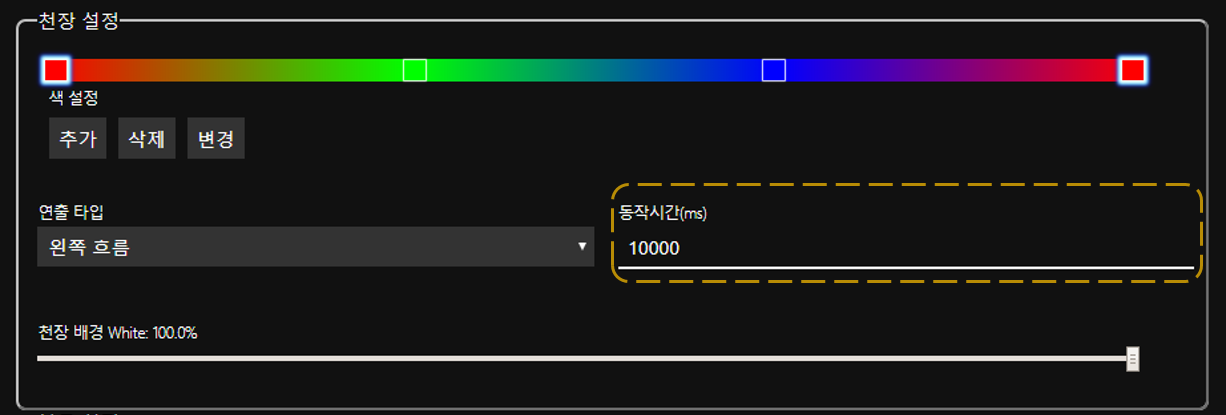 천장 설정
색 설정
추가 삭제 변경
연출 타입 동작시간(ms)
왼쪽 흐름 10000
천장 배경 White: 100.0%